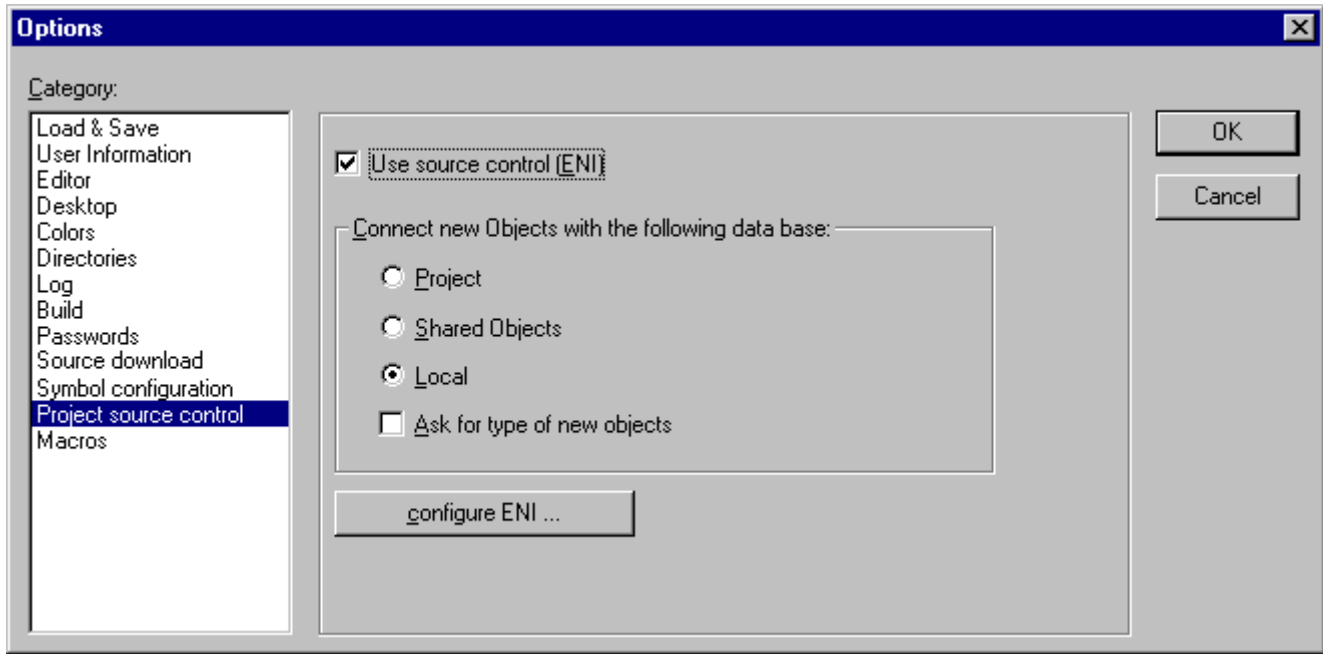 Options
Category:
Load & Save
User Information
Editor
Desktop
Colors
Directories
Log
Build
Passwords
Source download
Symbol configuration
Project source control
Macros
Use source control (ENI)
Connect new Objects with the following data base:
Project
Shared Objects
Local
Ask for type of new objects
configure ENI ...
OK
Cancel